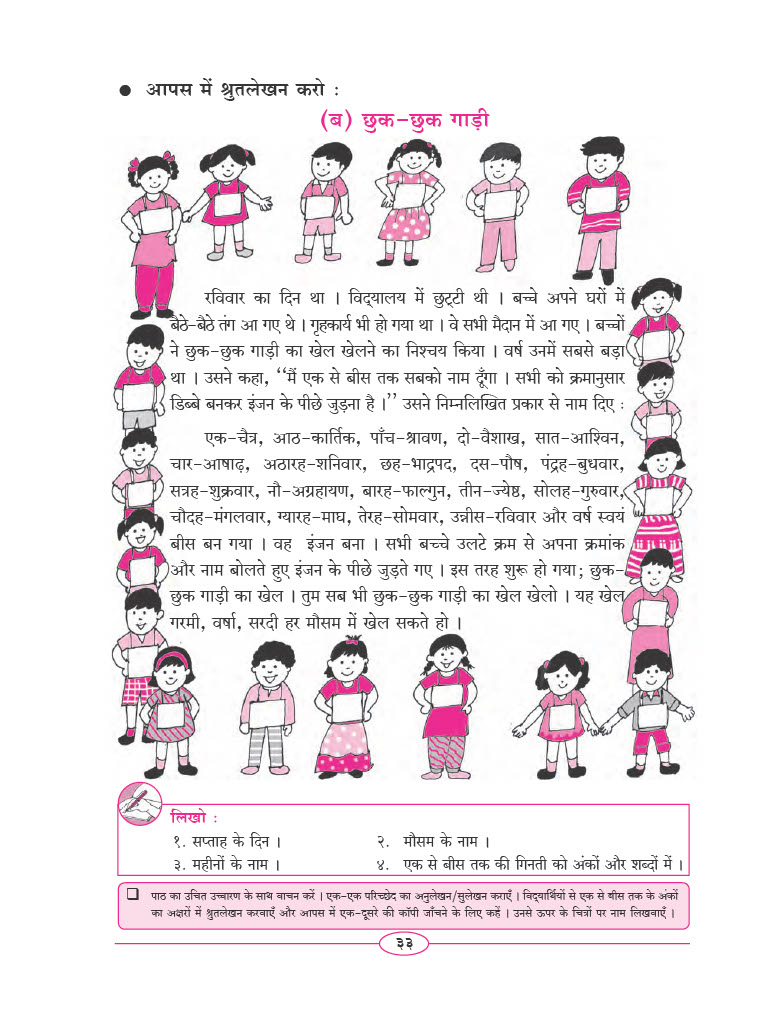 ● आपस में श्रुतलेखन करो :
(ब) छुक-छुक गाड़ी
रविवार का दिन था । विद्‌यालय में छुट्‌टी थी । बच्चे अपने घरों में
बैठे-बैठे तंग आ गए थे । गृहकार्य भी हो गया था । वे सभी मैदान में आ गए । बच्चों
ने छुक-छुक गाड़ी का खेल खेलने का निश्चय किया । वर्ष उनमें सबसे बड़ा
था । उसने कहा, ‘‘मैं एक से बीस तक सबको नाम दूँगा । सभी को क्रमानुसार
डिब्बे बनकर इंजन के पीछे जुड़ना है ।’’ उसने निम्नलिखित प्रकार से नाम दिए :
एक-चैत्र, आठ-कार्तिक, पाँच-श्रावण, दो-वैशाख, सात-आश्विन,
चार-आषाढ़, अठारह-शनिवार, छह-भाद्रपद, दस-पौष, पंद्रह-बुधवार,
सत्रह-शुक्रवार, नौ-अग्रहायण, बारह-फाल्गुन, तीन-ज्येष्ठ, सोलह-गुरुवार,
चौदह-मंगलवार, ग्यारह-माघ, तेरह-सोमवार, उन्नीस-रविवार और वर्ष स्वयं
बीस बन गया । वह इंजन बना । सभी बच्चे उलटे क्रम से अपना क्रमांक
और नाम बोलते हुए इंजन के पीछे जुड़ते गए । इस तरह शुरू हो गया; छुक-
छुक गाड़ी का खेल । तुम सब भी छुक-छुक गाड़ी का खेल खेलो । यह खेल
गरमी, वर्षा, सरदी हर मौसम में खेल सकते हो ।
लिखो :
१. सप्ताह के दिन । २. मौसम के नाम ।
३. महीनों के नाम । ४. एक से बीस तक की गिनती को अंकों और शब्दों में ।
❑ पाठ का उचित उच्चारण के साथ वाचन करें । एक-एक परिच्छेद का अनुलेखन/सुलेखन कराएँ । विद्‌यार्थियों से एक से बीस तक के अंकों
का अक्षरों में श्रुतलेखन करवाएँ और आपस में एक-दूसरे की कॉपी जाँचने के लिए कहें । उनसे ऊपर के चित्रों पर नाम लिखवाएँ ।
३३